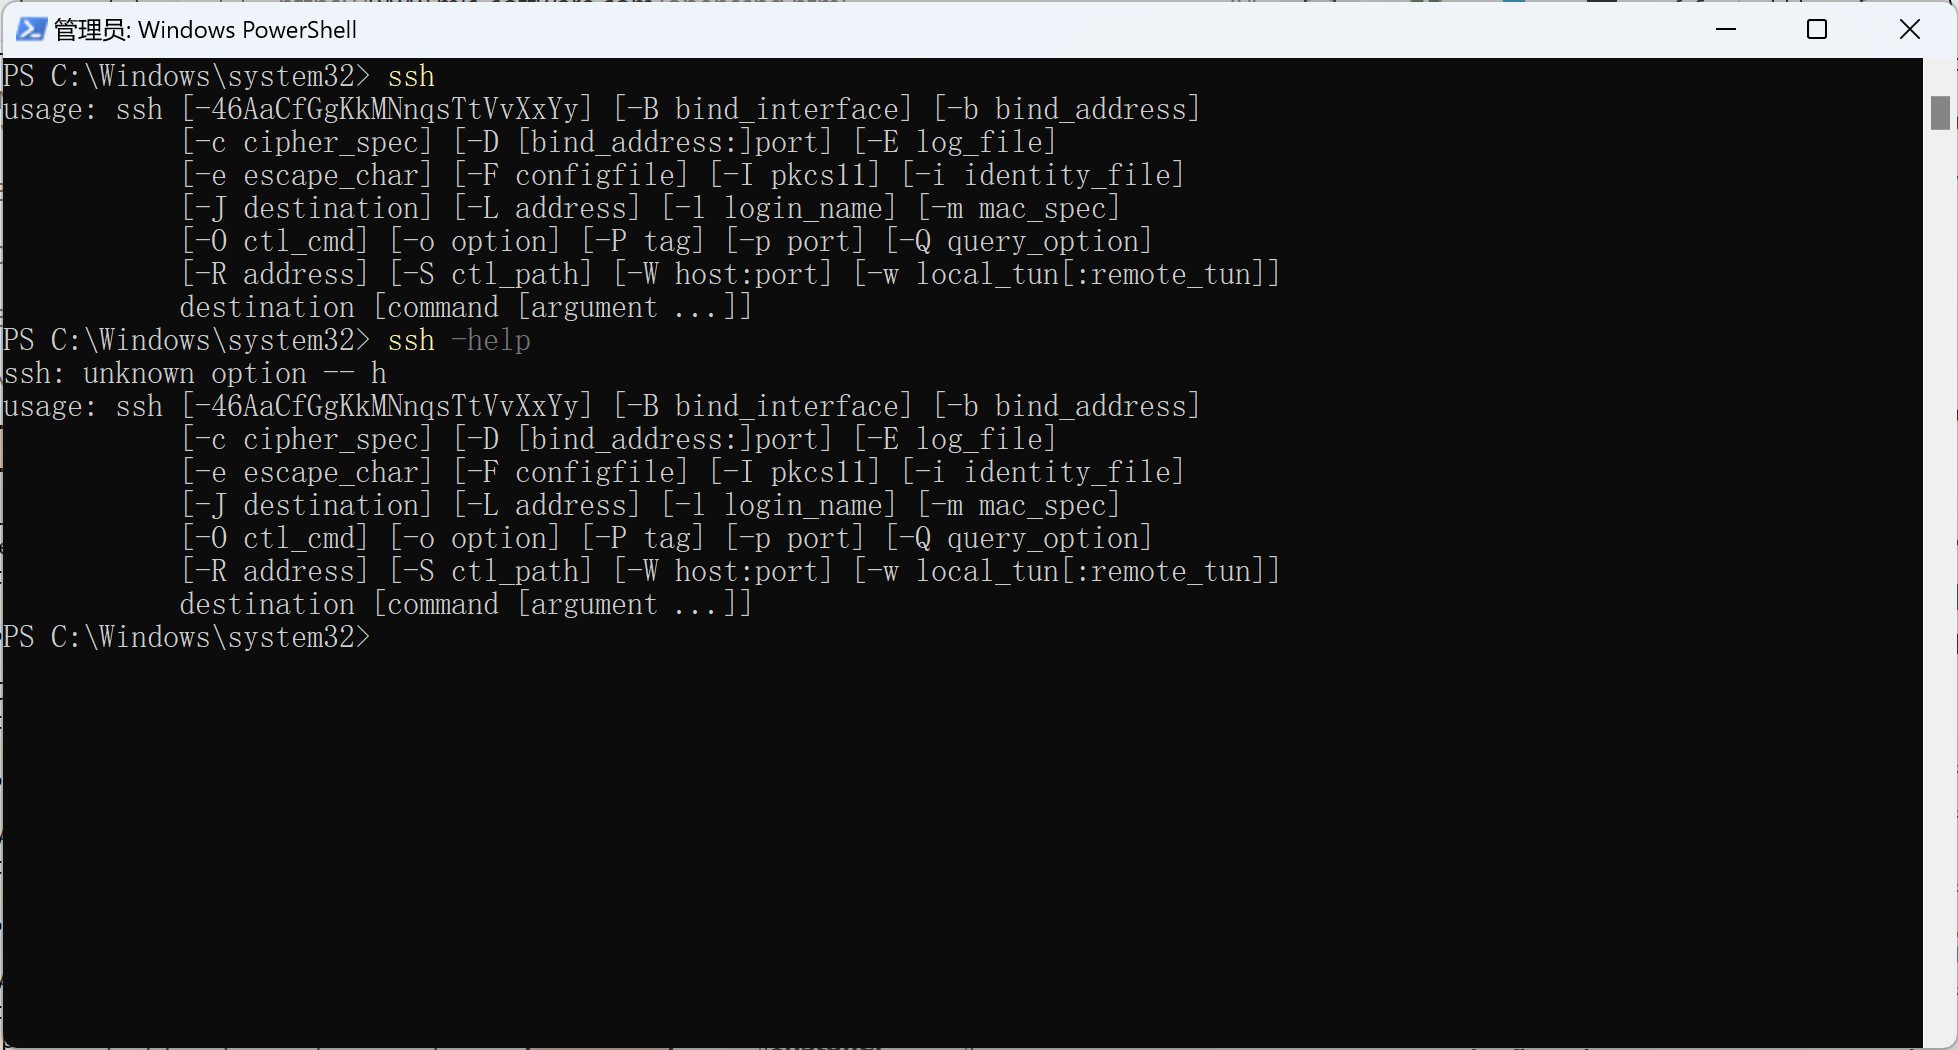 管理员: Windows PowerShell
PS C:\Windows\system32> ssh
usage: ssh [-46AaCfGgKkMNnqsTtVvXxYy] [-B bind_interface] [-b bind_address]
           [-c cipher_spec] [-D [bind_address:]port] [-E log_file]
           [-e escape_char] [-F configfile] [-I pkcs11] [-i identity_file]
           [-J destination] [-L address] [-l login_name] [-m mac_spec]
           [-O ctl_cmd] [-o option] [-P tag] [-p port] [-Q query_option]
           [-R address] [-S ctl_path] [-W host:port] [-w local_tun[:remote_tun]]
           destination [command [argument ...]]
PS C:\Windows\system32> ssh -help
ssh: unknown option -- h
usage: ssh [-46AaCfGgKkMNnqsTtVvXxYy] [-B bind_interface] [-b bind_address]
           [-c cipher_spec] [-D [bind_address:]port] [-E log_file]
           [-e escape_char] [-F configfile] [-I pkcs11] [-i identity_file]
           [-J destination] [-L address] [-l login_name] [-m mac_spec]
           [-O ctl_cmd] [-o option] [-P tag] [-p port] [-Q query_option]
           [-R address] [-S ctl_path] [-W host:port] [-w local_tun[:remote_tun]]
           destination [command [argument ...]]
PS C:\Windows\system32>